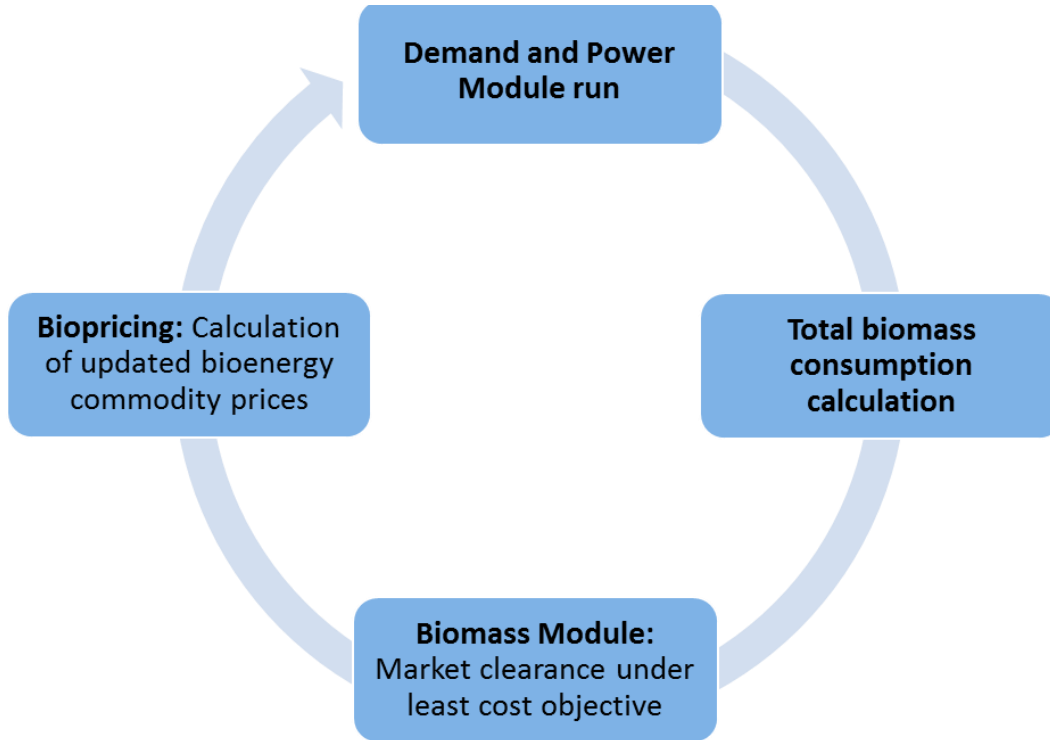 Demand and Power
Module run
Biopricing: Calculation
of updated bioenergy
commodity prices
Total biomass
consumption
calculation
Biomass Module:
Market clearance under
least cost objective